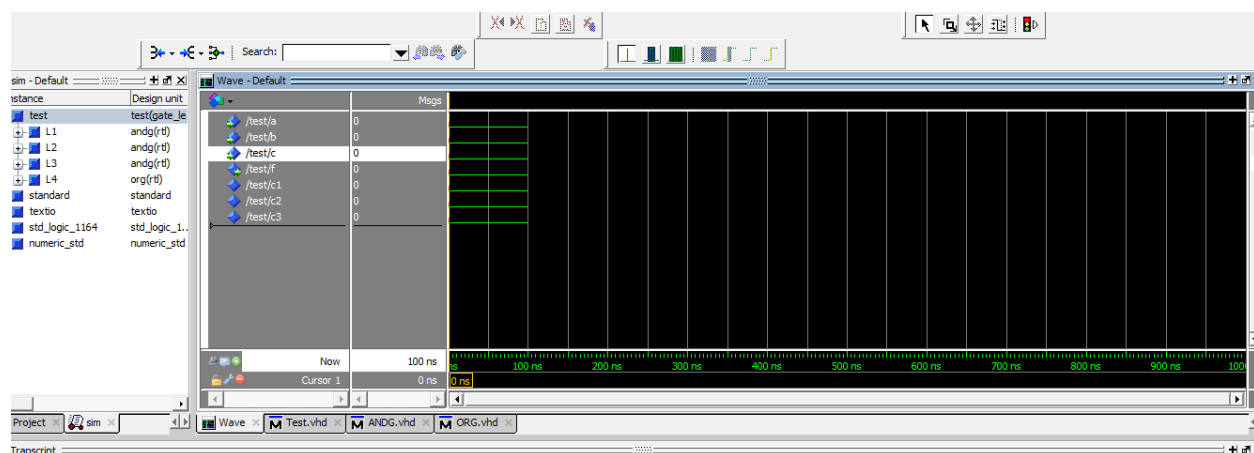 Search:
sim - Default
Wave - Default
nstance Design unit
Msgs
test test(gate_le
L1 andg(rtl)
L2 andg(rtl)
L3 andg(rtl)
L4 org(rtl)
standard standard
textio textio
std_logic_1164 std_logic_1..
numeric_std numeric_std
/test/a 0
/test/b 0
/test/c 0
/test/f 0
/test/c1 0
/test/c2 0
/test/c3 0
Now 100 ns
ns 100 ns 200 ns 300 ns 400 ns 500 ns 600 ns 700 ns 800 ns 900 ns 100
Cursor 1 0 ns 0 ns
Project sim Wave Test.vhd ANDG.vhd ORG.vhd
Transcript